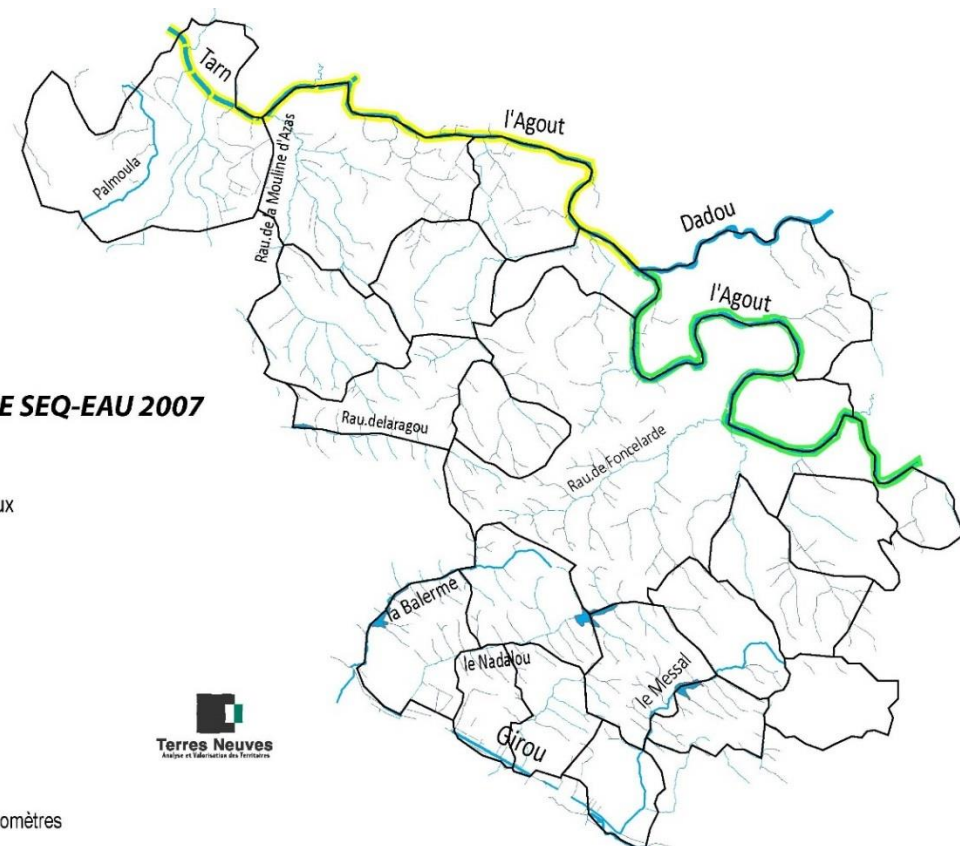 Tarn
l'Agout
Palmoula
Rau.de la Mouline d'Azas
Dadou
l'Agout
E SEQ-EAU 2007
Rau.delaragou
Rau.de Foncelarde
ux
la Balerme
le Nadalou
le Messal
Girou
Terres Neuves
Analyse et Valorisation des Territoires
omètres